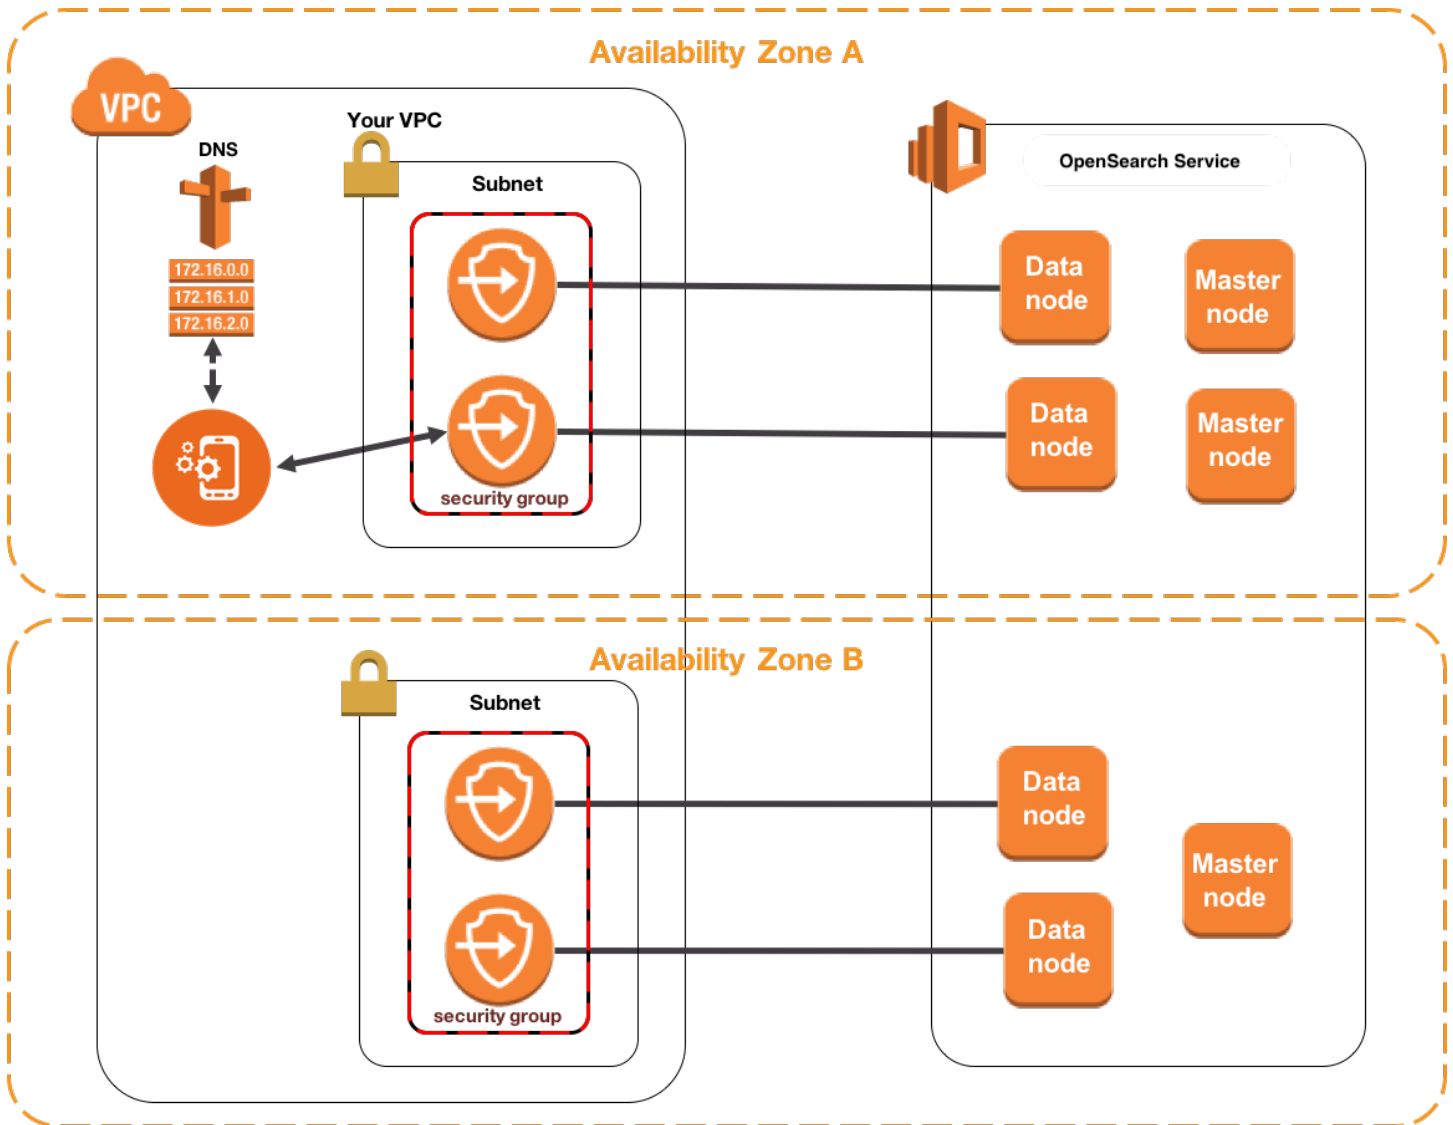 Availability Zone A
VPC
Your VPC
DNS
OpenSearch Service
Subnet
172.16.0.0
172.16.1.0
172.16.2.0
Data
node
Master
node
Data
node
Master
node
security group
Availability Zone B
Subnet
Data
node
Master
node
Data
node
security group